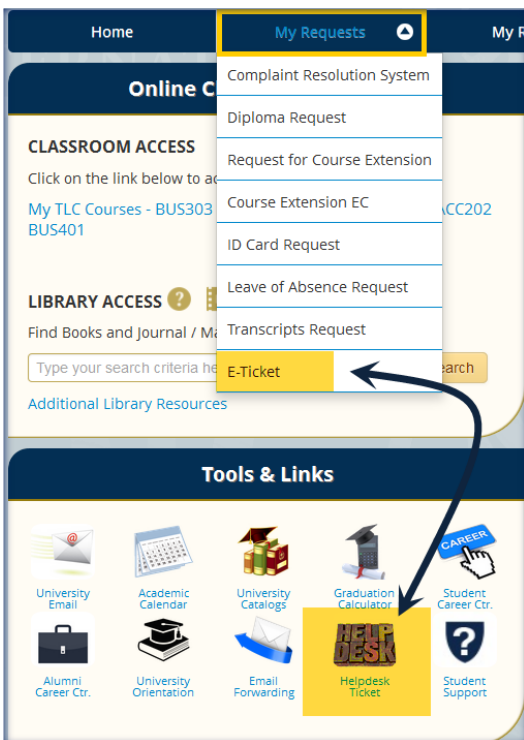 Home
My Requests
My R
Complaint Resolution System
Diploma Request
Request for Course Extension
Course Extension EC
ID Card Request
Leave of Absence Request
Transcripts Request
E-Ticket
Online C
CLASSROOM ACCESS
Click on the link below to ac
My TLC Courses - BUS303
ACC202
BUS401
LIBRARY ACCESS ?
Find Books and Journal / Ma
Type your search criteria he
earch
Additional Library Resources
Tools & Links
@
CAREER
University
Email
Academic
Calendar
University
Catalogs
Graduation
Calculator
Student
Career Ctr.
HELP
DESK
?
Alumni
Career Ctr.
University
Orientation
Email
Forwarding
Helpdesk
Ticket
Student
Support